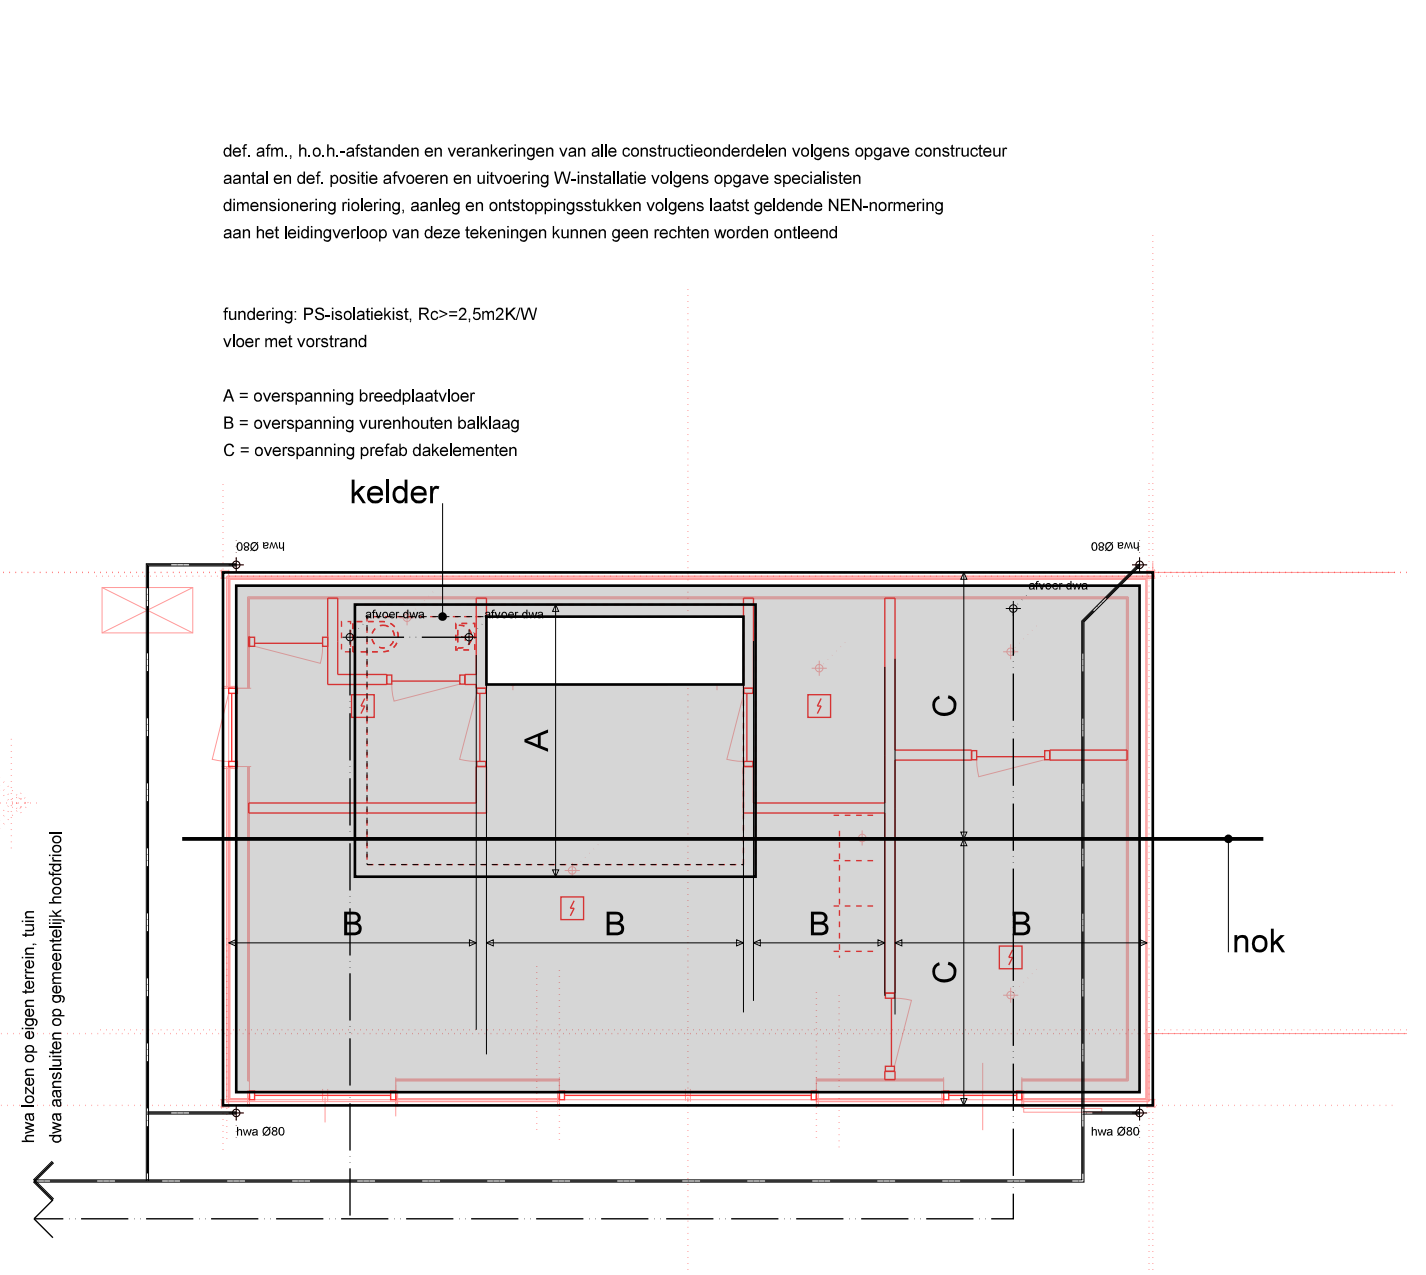 def. afm., h.o.h.-afstanden en verankeringen van alle constructieonderdelen volgens opgave constructeur
aantal en def. positie afvoeren en uitvoering W-installatie volgens opgave specialisten
dimensionering riolering, aanleg en ontstoppingsstukken volgens laatst geldende NEN-normering
aan het leidingverloop van deze tekeningen kunnen geen rechten worden ontleend
fundering: PS-isolatiekist, Rc>=2,5m2K/W
vloer met vorstrand
A = overspanning breedplaatvloer
B = overspanning vurenhouten balklaag
C = overspanning prefab dakelementen
kelder
hwa Ø80
hwa Ø80
afvoer dwa
afvoer dwa
afvoer dwa
A
C
B
B
B
B
C
nok
hwa Ø80
hwa Ø80
hwa lozen op eigen terrein, tuin
dwa aansluiten op gemeentelijk hoofdriool